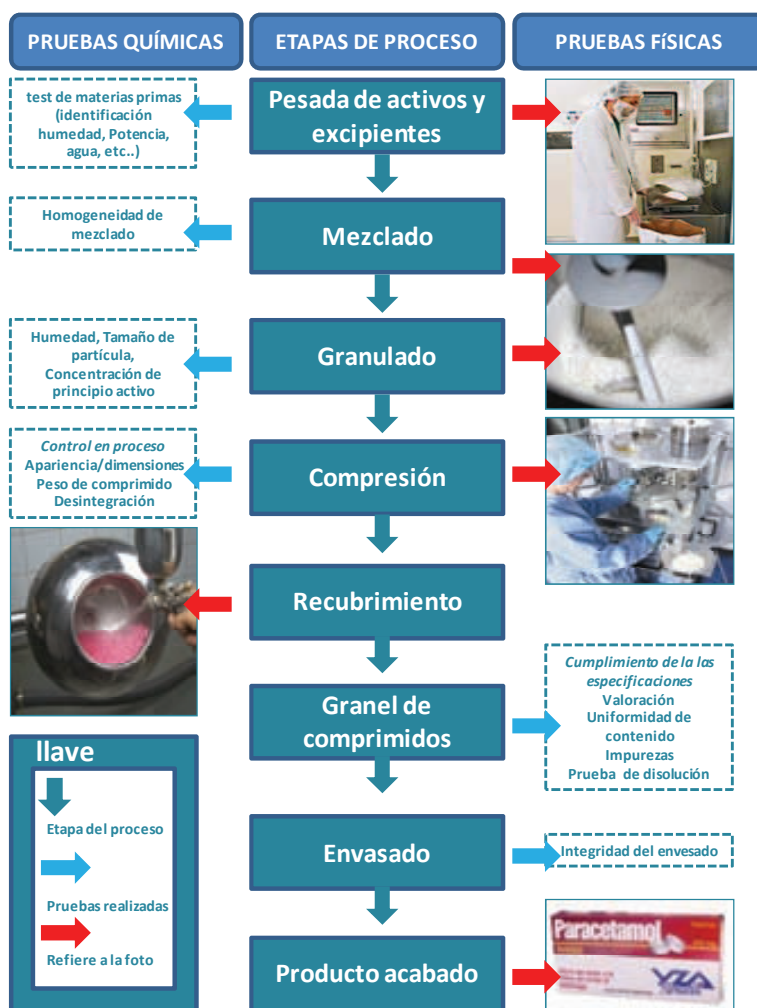 PRUEBAS QUÍMICAS
ETAPAS DE PROCESO
PRUEBAS FíSICAS
test de materias primas
(identificación
humedad, Potencia,
agua, etc..)
Pesada de activos y
excipientes
Homogeneidad de
mezclado
Mezclado
Humedad, Tamaño de
partícula,
Concentración de
principio activo
Granulado
Control en proceso
Apariencia/dimensiones
Peso de comprimido
Desintegración
Compresión
Recubrimiento
Granel de
comprimidos
Cumplimiento de la las
especificaciones
Valoración
Uniformidad de
contenido
Impurezas
Prueba de disolución
llave
Etapa del proceso
Pruebas realizadas
Refiere a la foto
Envasado
Integridad del envesado
Producto acabado
Paracetamol
YZA